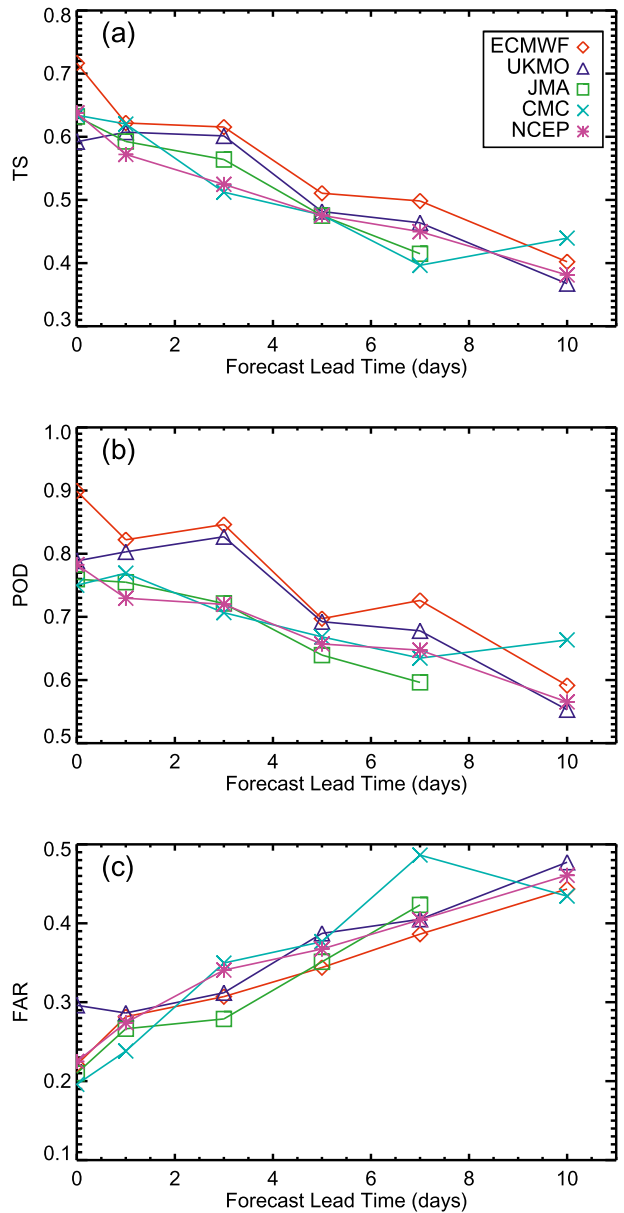 (a)
0.8
0.7
0.6
0.5
0.4
0.3
TS
ECMWF
UKMO
JMA
CMC
NCEP
0 2 4 6 8 10
Forecast Lead Time (days)
(b)
1.0
0.9
0.8
0.7
0.6
0.5
POD
0 2 4 6 8 10
Forecast Lead Time (days)
(c)
0.5
0.4
0.3
0.2
0.1
FAR
0 2 4 6 8 10
Forecast Lead Time (days)